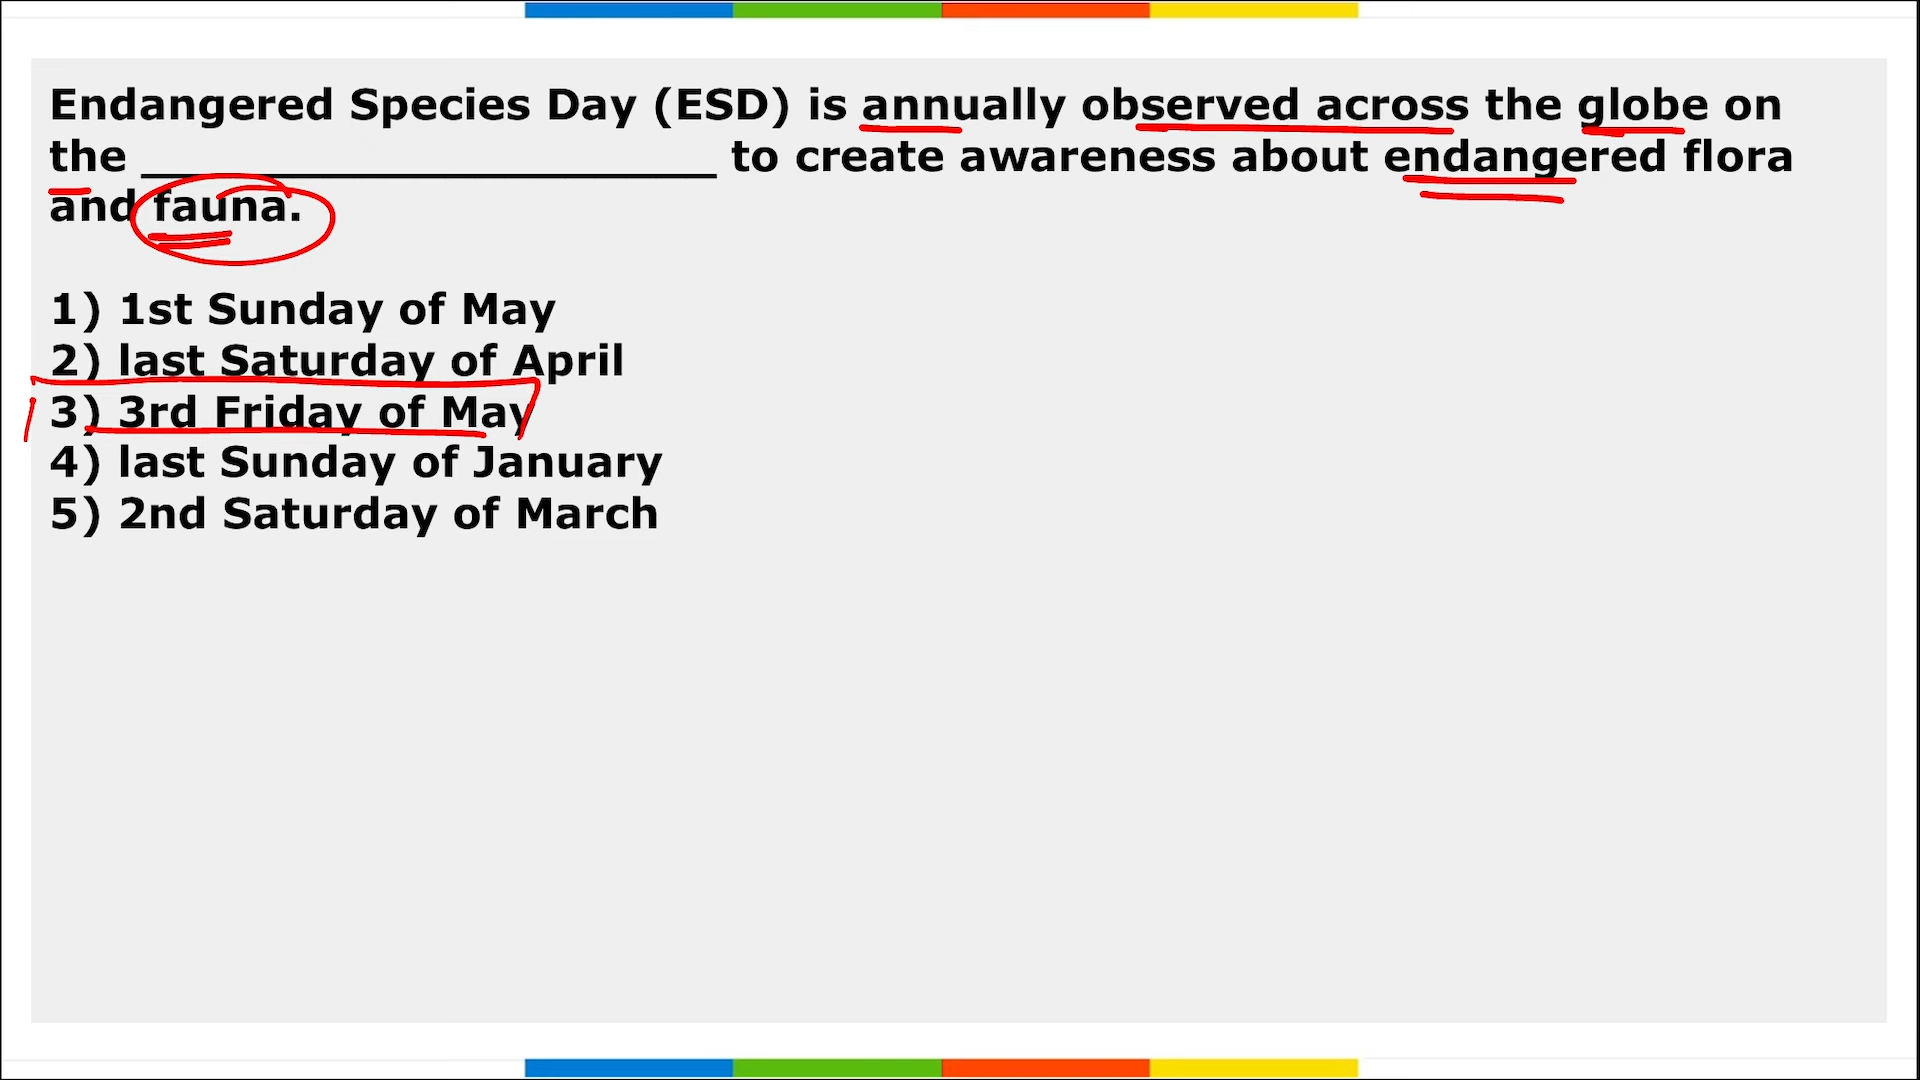 Endangered Species Day (ESD) is annually observed across the globe on
the ______________________ to create awareness about endangered flora
and fauna.
1) 1st Sunday of May
2) last Saturday of April
3) 3rd Friday of May
4) last Sunday of January
5) 2nd Saturday of March